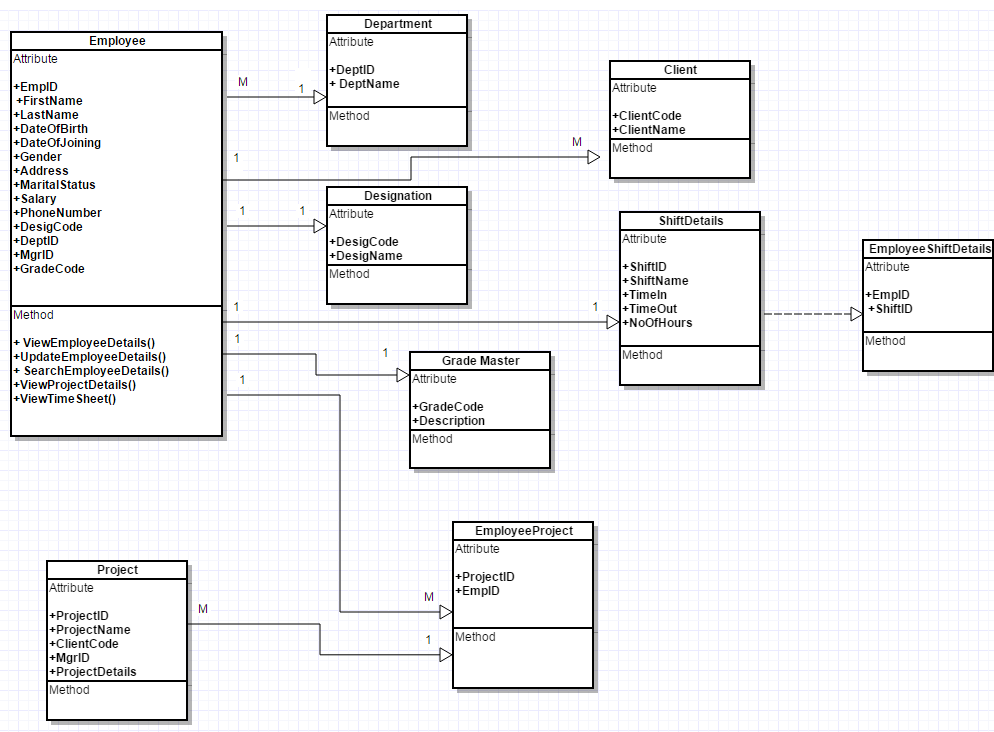 Employee
Attribute
+EmpID
+FirstName
+LastName
+DateOfBirth
+DateOfJoining
+Gender
+Address
+MaritalStatus
+Salary
+PhoneNumber
+DesigCode
+DeptID
+MgrID
+GradeCode
Method
+ ViewEmployeeDetails()
+UpdateEmployeeDetails()
+ SearchEmployeeDetails()
+ViewProjectDetails()
+ViewTimeSheet()
M
1
Department
Attribute
+DeptID
+ DeptName
Method
1
M
Client
Attribute
+ClientCode
+ClientName
Method
1
1
Designation
Attribute
+DesigCode
+DesigName
Method
1
1
ShiftDetails
Attribute
+ShiftID
+ShiftName
+TimeIn
+TimeOut
+NoOfHours
Method
EmployeeShiftDetails
Attribute
+EmpID
+ShiftID
Method
1
1
Grade Master
Attribute
+GradeCode
+Description
Method
1
M
EmployeeProject
Attribute
+ProjectID
+EmpID
Method
Project
Attribute
+ProjectID
+ProjectName
+ClientCode
+MgrID
+ProjectDetails
Method
M
1